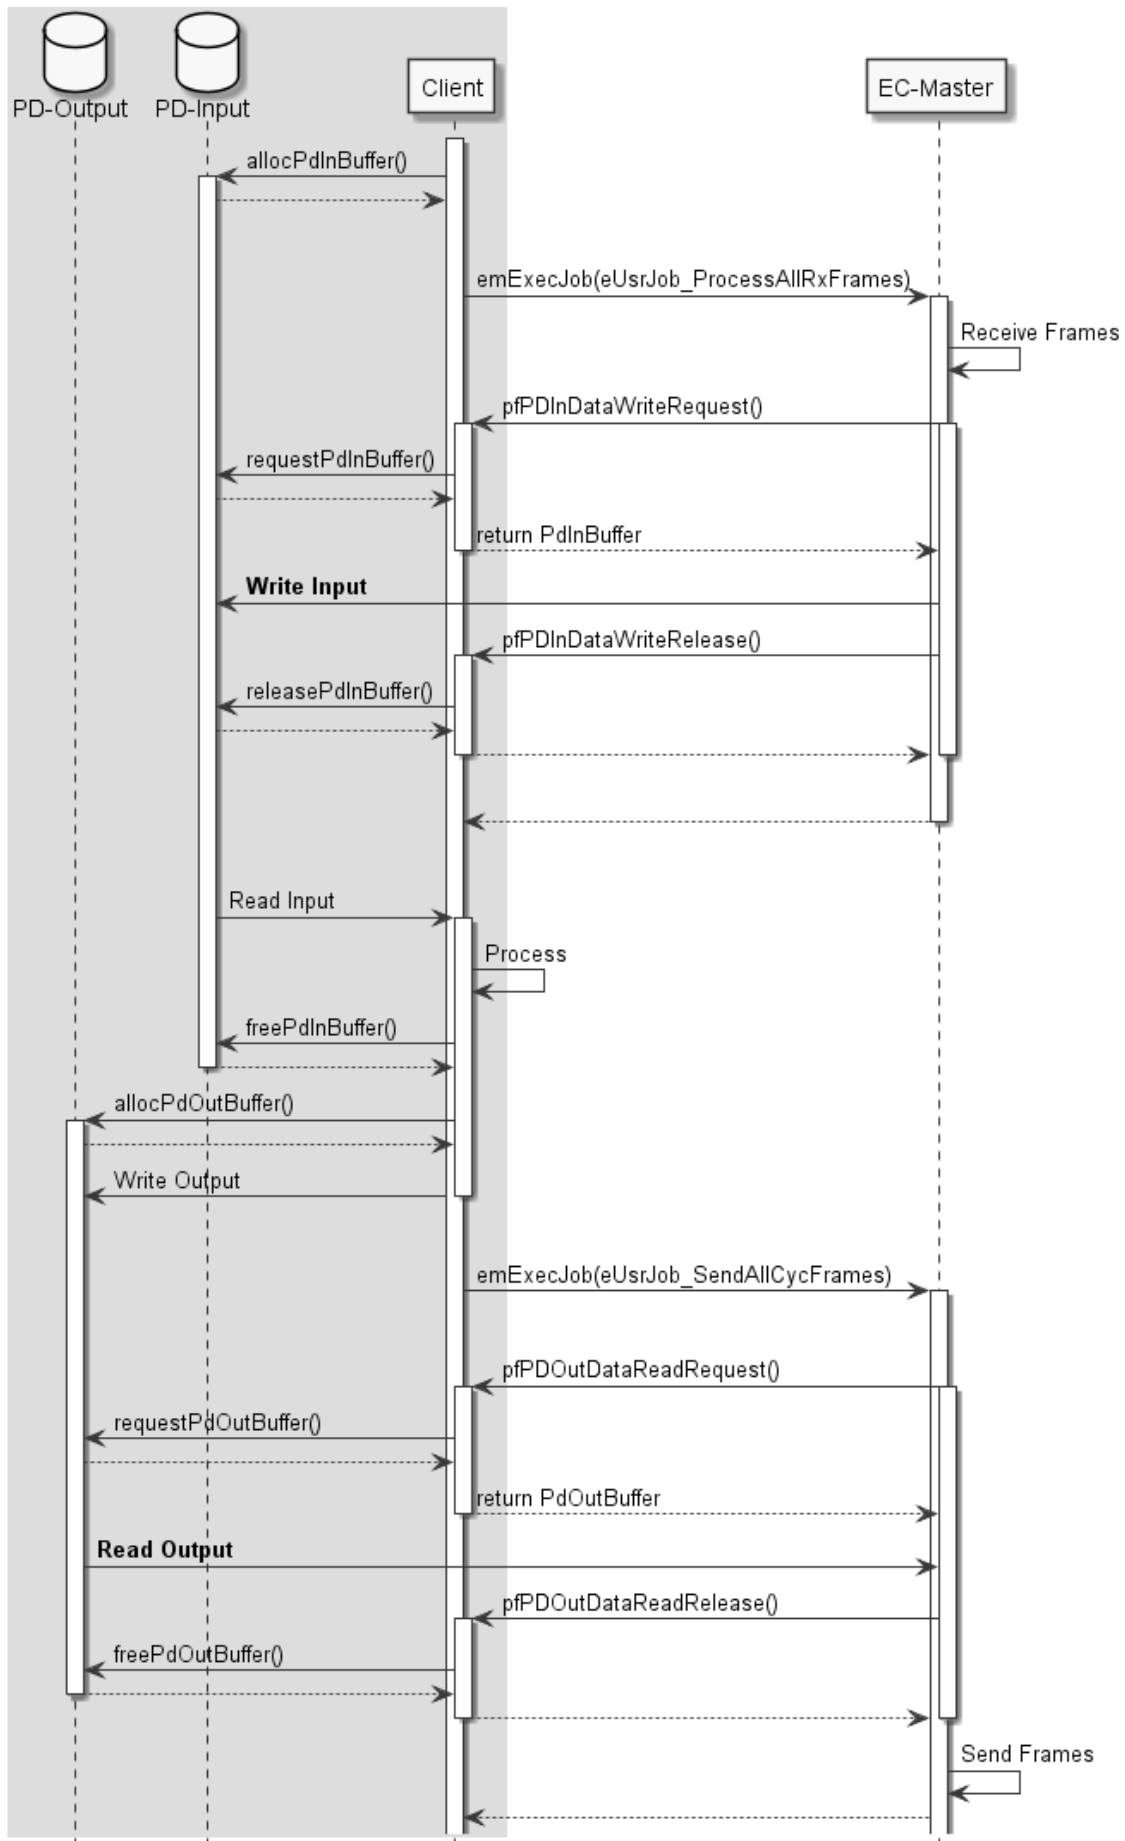 PD-Output
PD-Input
Client
EC-Master
allocPdInBuffer()
emExecJob(eUsrJob_ProcessAllRxFrames)
Receive Frames
pfPDInDataWriteRequest()
requestPdInBuffer()
return PdInBuffer
Write Input
pfPDInDataWriteRelease()
releasePdInBuffer()
Read Input
Process
freePdInBuffer()
allocPdOutBuffer()
Write Output
emExecJob(eUsrJob_SendAllCycFrames)
pfPDOutDataReadRequest()
requestPdOutBuffer()
return PdOutBuffer
Read Output
pfPDOutDataReadRelease()
freePdOutBuffer()
Send Frames